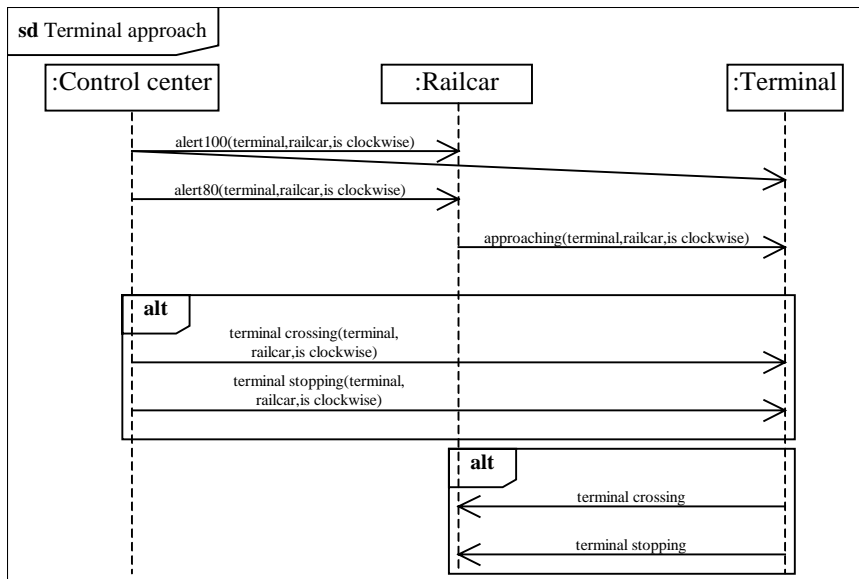 sd Terminal approach
:Control center
:Railcar
:Terminal
alert100(terminal,railcar,is clockwise)
alert80(terminal,railcar,is clockwise)
approaching(terminal,railcar,is clockwise)
alt
terminal crossing(terminal,
railcar,is clockwise)
terminal stopping(terminal,
railcar,is clockwise)
alt
terminal crossing
terminal stopping